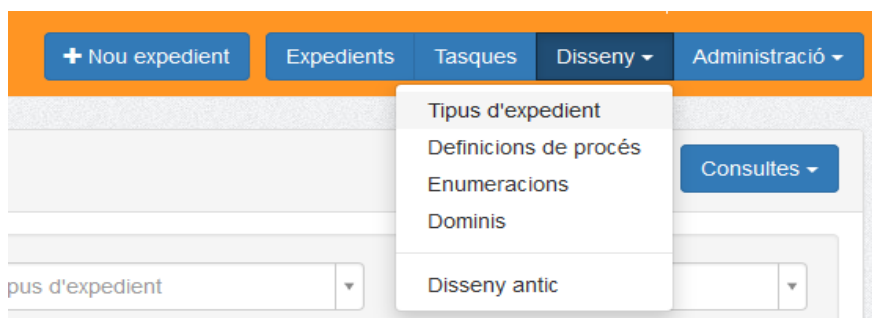 Nou expedient Expedients Tasques Disseny Administració
Tipus d'expedient
Definicions de procés
Consultes
Enumeracions
Dominis
pus d'expedient
Disseny antic